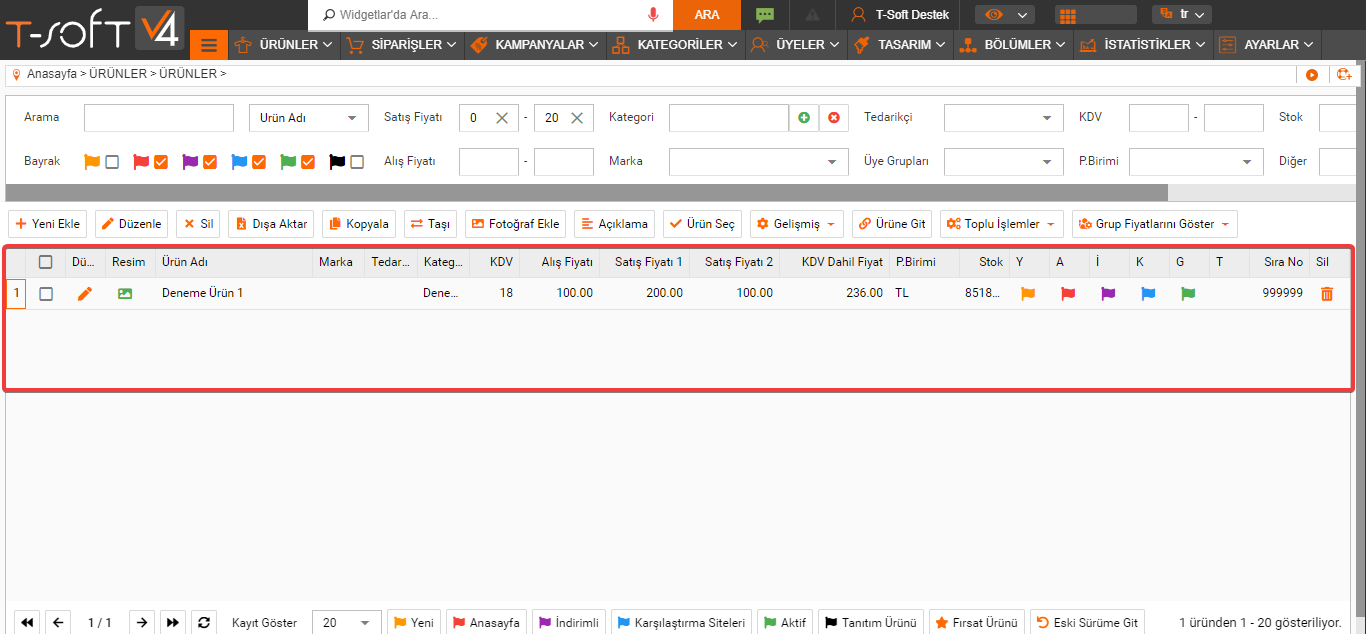 T-SOFT V4
Widgetlar'da Ara...
ARA
T-Soft Destek
tr
ÜRÜNLER SİPARİŞLER KAMPANYALAR KATEGORİLER ÜYELER TASARIM BÖLÜMLER İSTATİSTİKLER AYARLAR
Anasayfa > ÜRÜNLER > ÜRÜNLER >
Arama Ürün Adı Satış Fiyatı 0 - 20 Kategori Tedarikçi KDV - Stok
Bayrak Alış Fiyatı - Marka Üye Grupları P.Birimi Diğer
Yeni Ekle Düzenle Sil Dışa Aktar Kopyala Taşı Fotoğraf Ekle Açıklama Ürün Seç Gelişmiş Ürüne Git Toplu İşlemler Grup Fiyatlarını Göster
Dü... Resim Ürün Adı Marka Tedar... Kateg... KDV Alış Fiyatı Satış Fiyatı 1 Satış Fiyatı 2 KDV Dahil Fiyat P.Birimi Stok Y A İ K G T Sıra No Sil
1 Deneme Ürün 1 Dene... 18 100.00 200.00 100.00 236.00 TL 8518... 999999
1 / 1 Kayıt Göster 20 Yeni Anasayfa İndirimli Karşılaştırma Siteleri Aktif Tanıtım Ürünü Fırsat Ürünü Eski Sürüme Git 1 üründen 1 - 20 gösteriliyor.